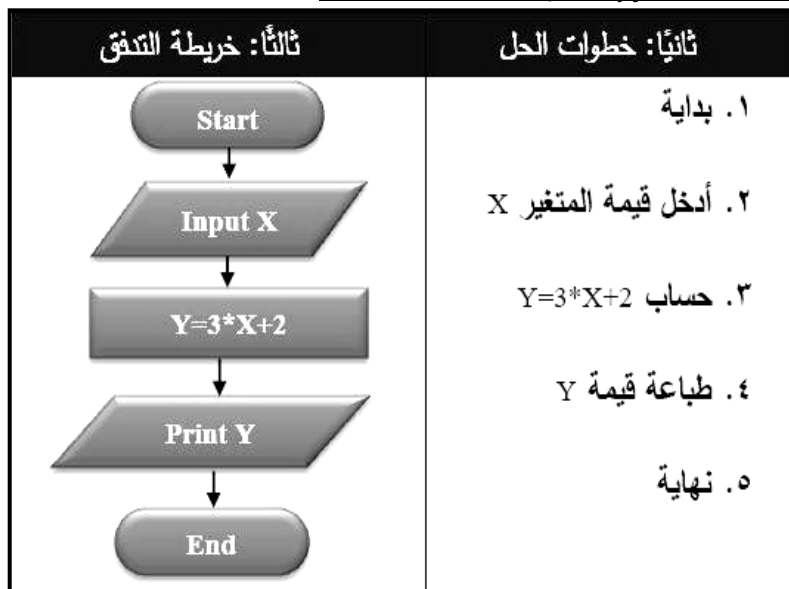 ثانيًا: خطوات الحل
١. بداية
٢. أدخل قيمة المتغير X
٣. حساب Y=3*X+2
٤. طباعة قيمة Y
٥. نهاية
ثالثًا: خريطة التدفق
Start
Input X
Y=3*X+2
Print Y
End